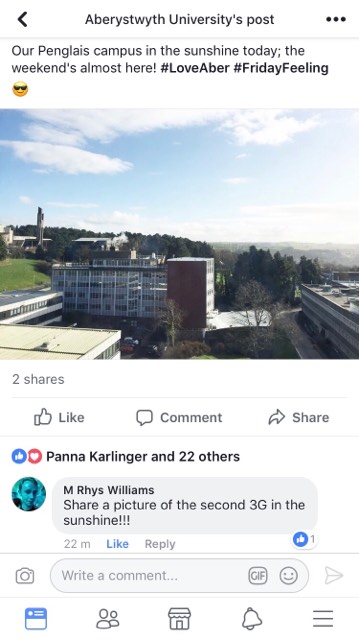 Aberystwyth University's post
Our Penglais campus in the sunshine today; the
weekend's almost here! #LoveAber #FridayFeeling
😎
2 shares
Like Comment Share
Panna Karlinger and 22 others
M Rhys Williams
Share a picture of the second 3G in the
sunshine!!!
22 m Like Reply 1
Write a comment... GIF